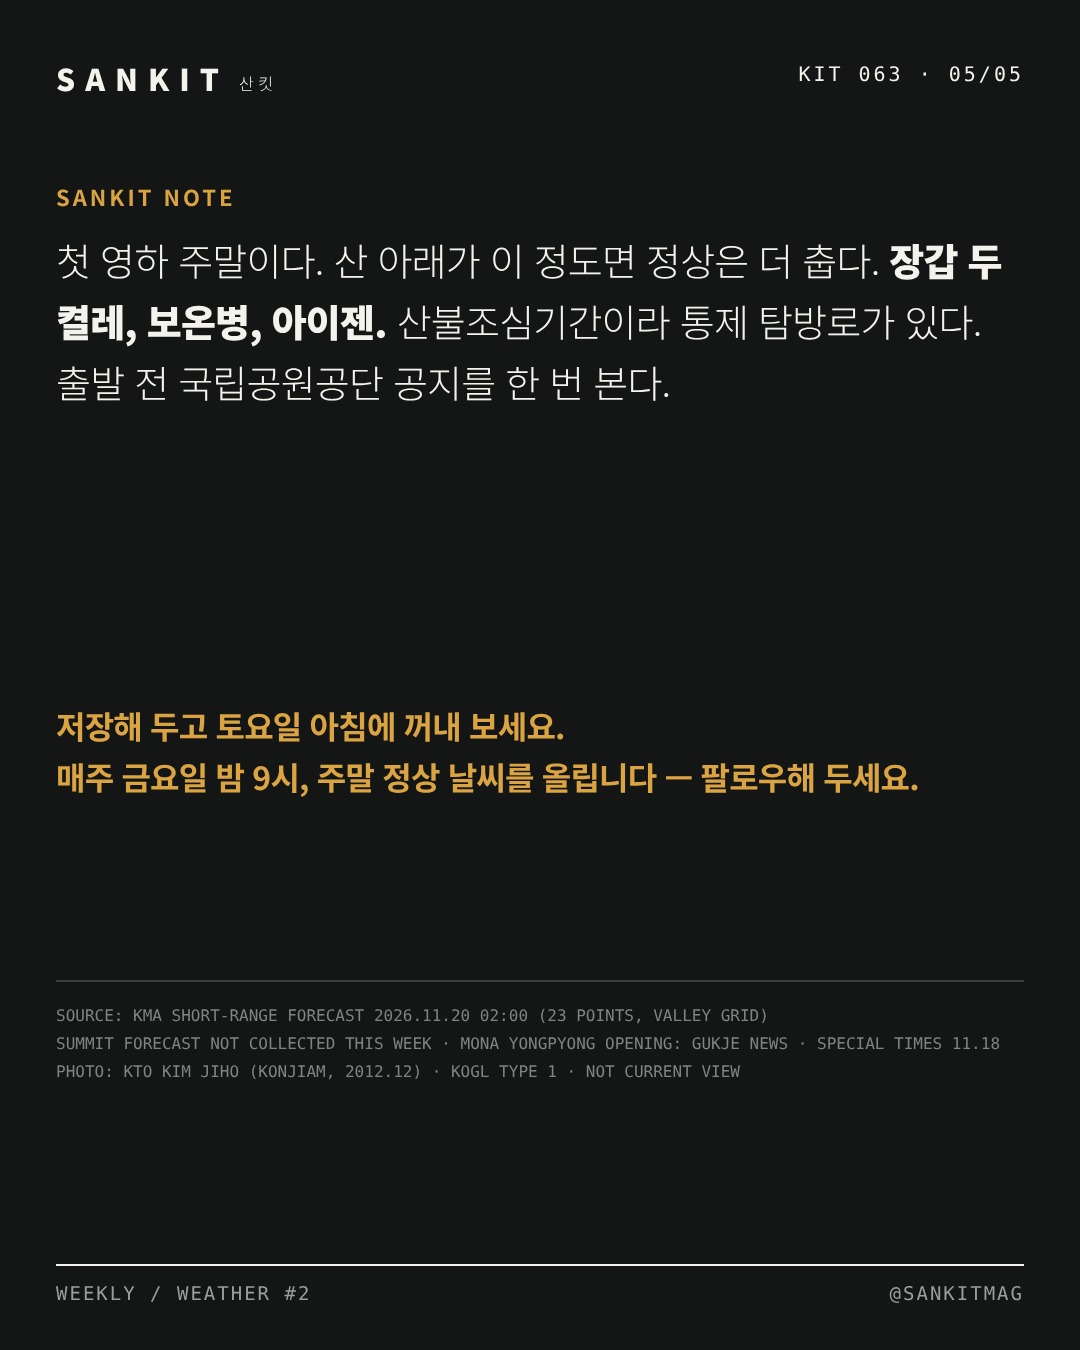 SANKIT 산킷
KIT 063 · 05/05
SANKIT NOTE
첫 영하 주말이다. 산 아래가 이 정도면 정상은 더 춥다. 장갑 두
켤레, 보온병, 아이젠. 산불조심기간이라 통제 탐방로가 있다.
출발 전 국립공원공단 공지를 한 번 본다.
저장해 두고 토요일 아침에 꺼내 보세요.
매주 금요일 밤 9시, 주말 정상 날씨를 올립니다 — 팔로우해 두세요.
SOURCE: KMA SHORT-RANGE FORECAST 2026.11.20 02:00 (23 POINTS, VALLEY GRID)
SUMMIT FORECAST NOT COLLECTED THIS WEEK · MONA YONGPYONG OPENING: GUKJE NEWS · SPECIAL TIMES 11.18
PHOTO: KTO KIM JIHO (KONJIAM, 2012.12) · KOGL TYPE 1 · NOT CURRENT VIEW
WEEKLY / WEATHER #2
@SANKITMAG